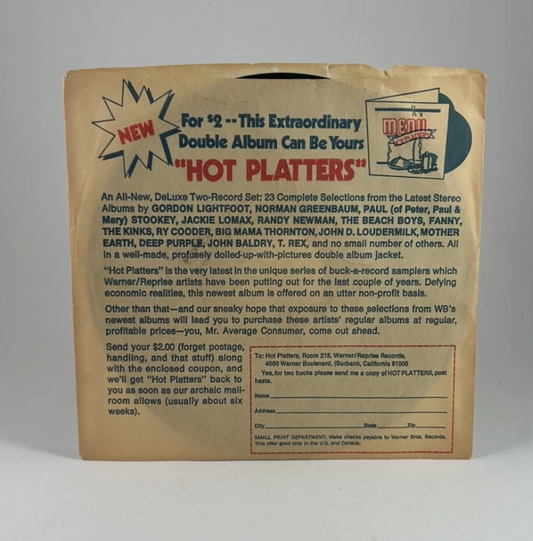 NEW
For $2 -- This Extraordinary
Double Album Can Be Yours
"HOT PLATTERS"
MENU
An All-New, DeLuxe Two-Record Set: 23 Complete Selections from the Latest Stereo
Albums by GORDON LIGHTFOOT, NORMAN GREENBAUM, PAUL (of Peter, Paul &
Mary) STOOKEY, JACKIE LOMAX, RANDY NEWMAN, THE BEACH BOYS, FANNY,
THE KINKS, RY COODER, BIG MAMA THORNTON, JOHN D. LOUDERMILK, MOTHER
EARTH, DEEP PURPLE, JOHN BALDRY, T. REX, and no small number of others. All
in a well-made, profusely dolled-up-with-pictures double album jacket.
"Hot Platters" is the very latest in the unique series of buck-a-record samplers which
Warner/Reprise artists have been putting out for the last couple of years. Defying
economic realities, this newest album is offered on an utter non-profit basis.
Other than that—and our sneaky hope that exposure to these selections from WB's
newest albums will lead you to purchase these artists' regular albums at regular,
profitable prices—you, Mr. Average Consumer, come out ahead.
Send your $2.00 (forget postage,
handling, and that stuff) along
with the enclosed coupon, and
we'll get "Hot Platters" back to
you as soon as our archaic mail-
room allows (usually about six
weeks).
To: Hot Platters, Room 215, Warner/Reprise Records,
4000 Warner Boulevard, (Burbank, California 91505
Yes, for two bucks please send me a copy of HOT PLATTERS, post
haste.
Name
Address
City State Zip
SMALL PRINT DEPARTMENT: Make checks payable to Warner Bros. Records.
This offer good only in the U.S. and Canada.